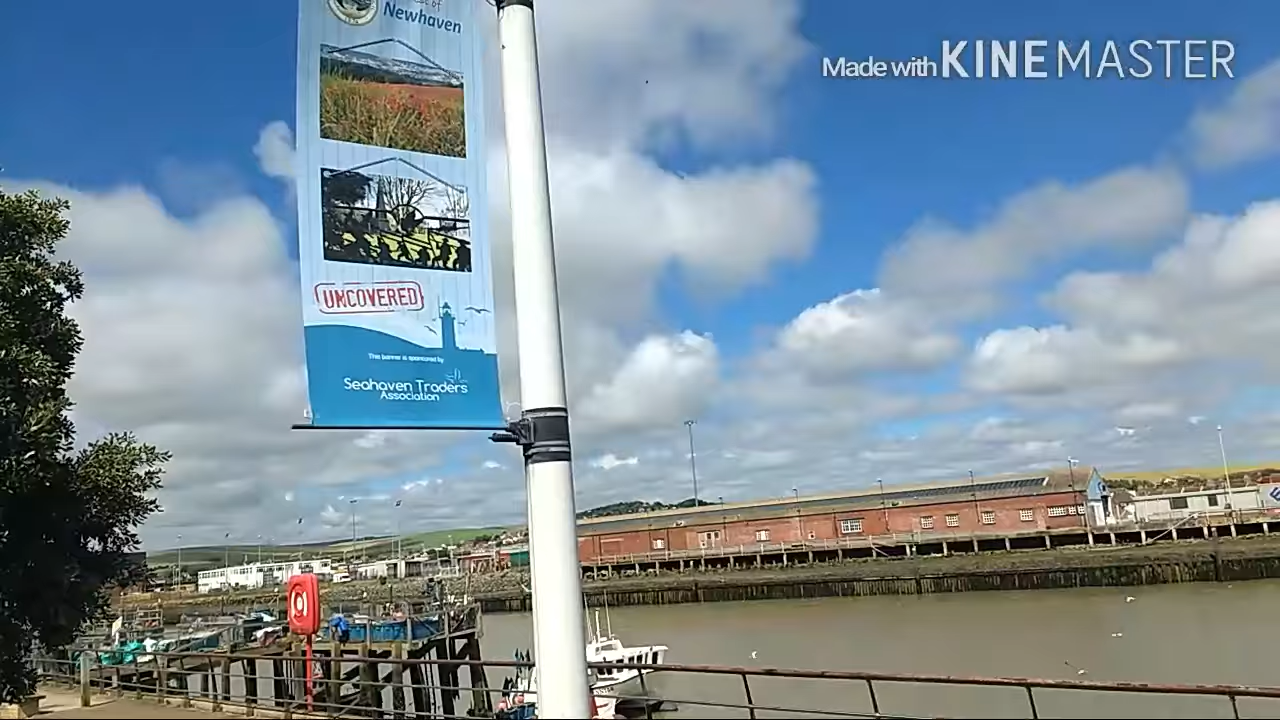 Newhaven
UNCOVERED
This banner is sponsored by
Seahaven Traders
Association
Made with KINEMASTER